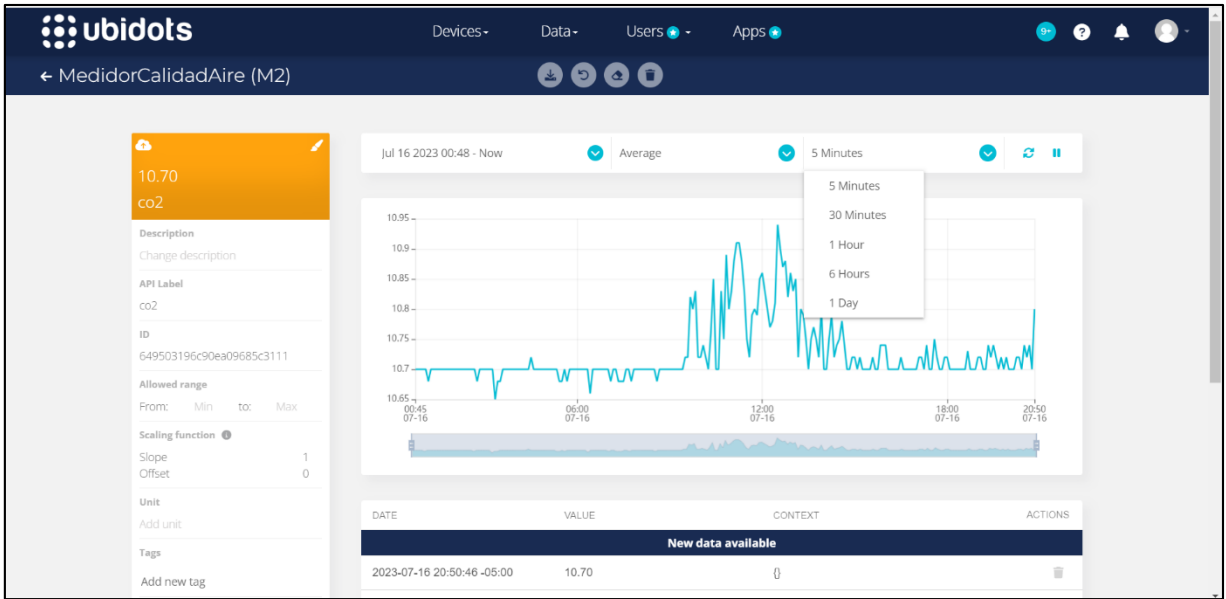 ubidots
Devices
Data
Users
Apps
9+
?
← MedidorCalidadAire (M2)
10.70
co2
Description
Change description
API Label
co2
ID
649503196c90ea09685c3111
Allowed range
From: Min to: Max
Scaling function
Slope 1
Offset 0
Unit
Add unit
Tags
Add new tag
Jul 16 2023 00:48 - Now
Average
5 Minutes
5 Minutes
30 Minutes
1 Hour
6 Hours
1 Day
10.95
10.9
10.85
10.8
10.75
10.7
10.65
00:45
07-16
06:00
07-16
12:00
07-16
18:00
07-16
20:50
07-16
DATE VALUE CONTEXT ACTIONS
New data available
2023-07-16 20:50:46 -05:00 10.70 {}